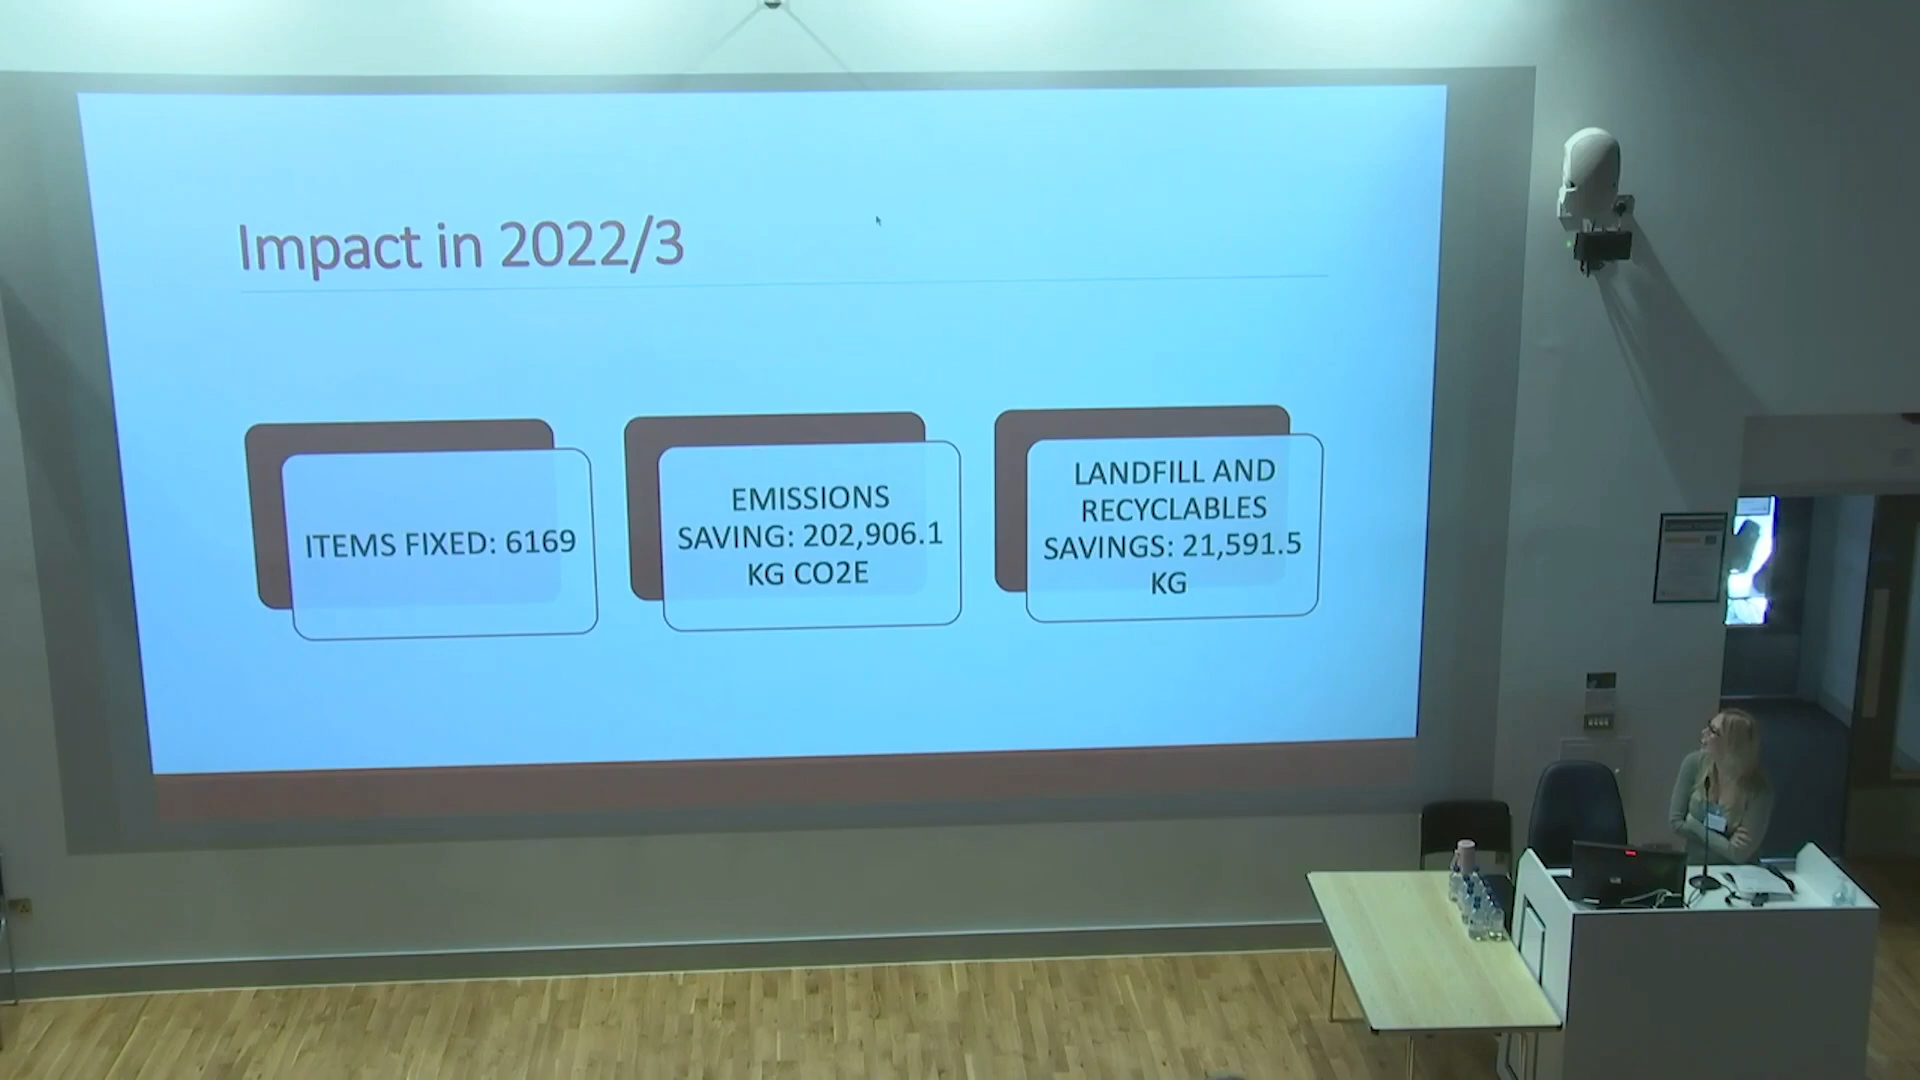 Impact in 2022/3
ITEMS FIXED: 6169
EMISSIONS
SAVING: 202,906.1
KG CO2E
LANDFILL AND
RECYCLABLES
SAVINGS: 21,591.5
KG